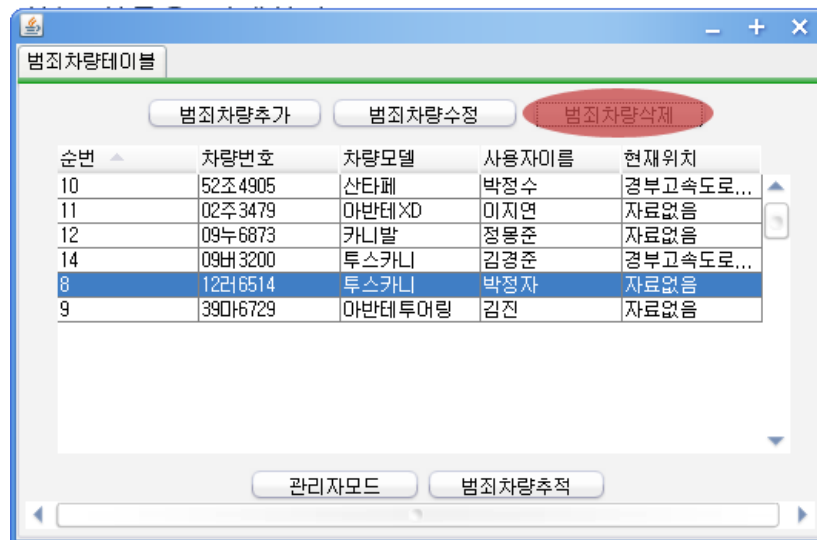 범죄차량테이블
범죄차량추가 범죄차량수정 범죄차량삭제
순번 차량번호 차량모델 사용자이름 현재위치
10 52조4905 산타페 박정수 경부고속도로...
11 02주3479 아반테XD 이지연 자료없음
12 09누6873 카니발 정몽준 자료없음
14 09버3200 투스카니 김경준 경부고속도로...
8 12러6514 투스카니 박정자 자료없음
9 39마6729 아반테투어링 김진 자료없음
관리자모드 범죄차량추적